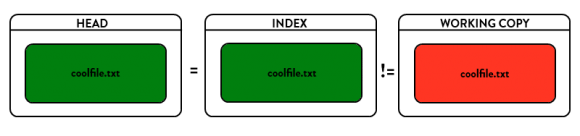 HEAD
INDEX
WORKING COPY
coolfile.txt
=
coolfile.txt
!=
coolfile.txt